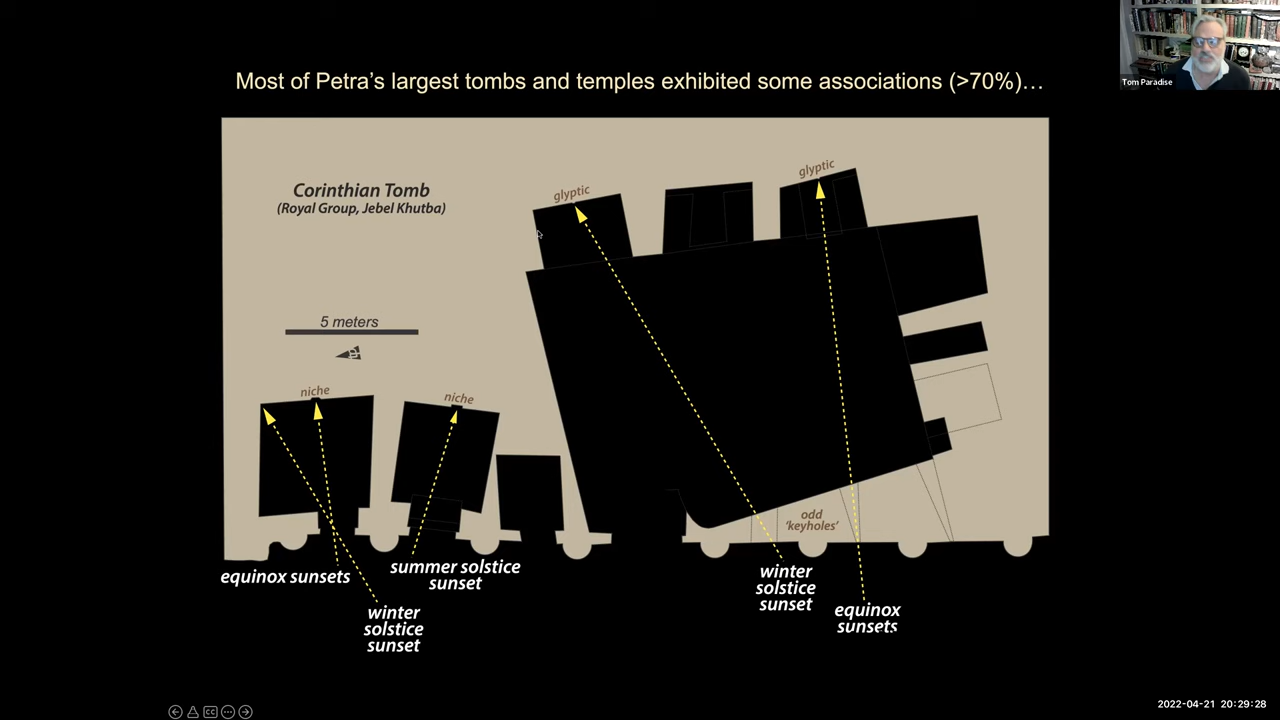 Tom Paradise
Most of Petra's largest tombs and temples exhibited some associations (>70%)…
Corinthian Tomb
(Royal Group, Jebel Khutba)
glyptic
glyptic
5 meters
niche
niche
odd
'keyholes'
equinox sunsets
summer solstice
sunset
winter
solstice
sunset
winter
solstice
sunset
equinox
sunsets
CC
2022-04-21 20:29:28